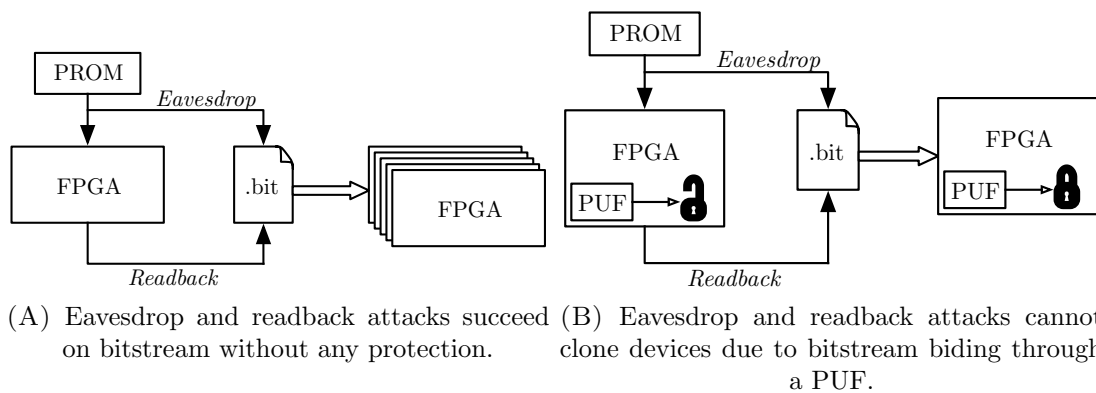 PROM
Eavesdrop
FPGA
.bit
FPGA
Readback
(A) Eavesdrop and readback attacks succeed
on bitstream without any protection.
PROM
Eavesdrop
FPGA
PUF
.bit
FPGA
PUF
Readback
(B) Eavesdrop and readback attacks cannot
clone devices due to bitstream biding through
a PUF.